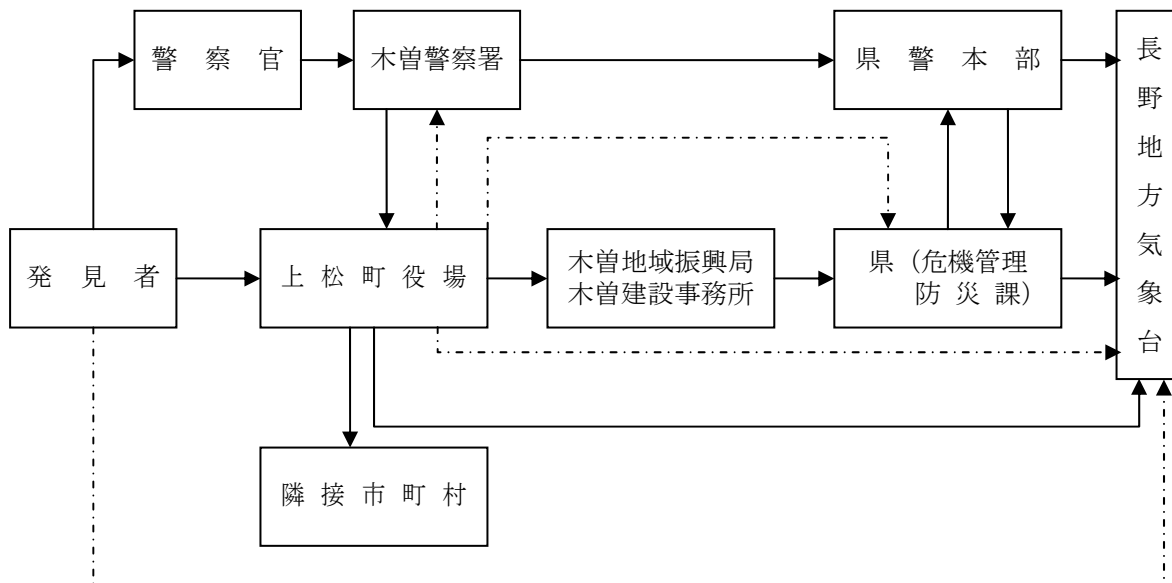 警察官
木曽警察署
県警本部
長野地方気象台
発見者
上松町役場
木曽地域振興局
木曽建設事務所
県（危機管理
防災課）
隣接市町村